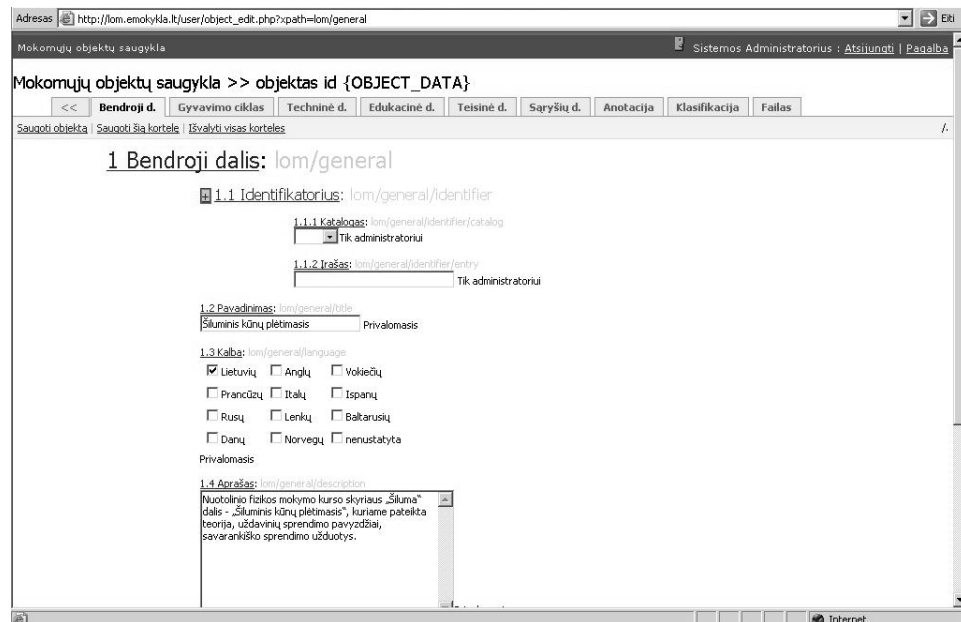 Adresas http://lom.emokykla.lt/user/object_edit.php?xpath=lom/general Eiti
Mokomųjų objektų saugykla Sistemos Administratorius : Atsijungti | Pagalba
Mokomųjų objektų saugykla >> objektas id {OBJECT_DATA}
<< Bendroji d. Gyvavimo ciklas Techninė d. Edukacinė d. Teisinė d. Sąryšių d. Anotacija Klasifikacija Failas
Saugoti objektą | Saugoti šią kortelę | Išvalyti visas korteles /.
1 Bendroji dalis: lom/general
1.1 Identifikatorius: lom/general/identifier
1.1.1 Katalogas: lom/general/identifier/catalog
Tik administratoriui
1.1.2 Įrašas: lom/general/identifier/entry
Tik administratoriui
1.2 Pavadinimas: lom/general/title
Šiluminis kūnų plėtimasis Privalomasis
1.3 Kalba: lom/general/language
Lietuvių Anglų Vokiečių
Prancūzų Italų Ispanų
Rusų Lenkų Baltarusių
Danų Norvegų nenustatyta
Privalomasis
1.4 Aprašas: lom/general/description
Nuotolinio fizikos mokymo kurso skyriaus „Šiluma“
dalis - „Šiluminis kūnų plėtimasis“, kuriame pateikta
teorija, uždavinių sprendimo pavyzdžiai,
savarankiško sprendimo užduotys.
Internet